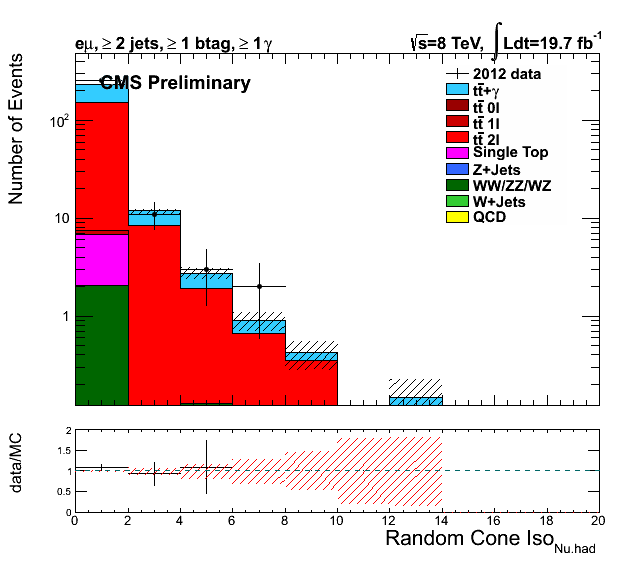 eμ, ≥ 2 jets, ≥ 1 btag, ≥ 1 γ
√s=8 TeV, ∫ Ldt=19.7 fb⁻¹
CMS Preliminary
Number of Events
10²
10
1
2012 data
tt̄+γ
tt̄ 0l
tt̄ 1l
tt̄ 2l
Single Top
Z+Jets
WW/ZZ/WZ
W+Jets
QCD
data/MC
2
1.5
1
0.5
0
0 2 4 6 8 10 12 14 16 18 20
Random Cone Iso_Nu.had